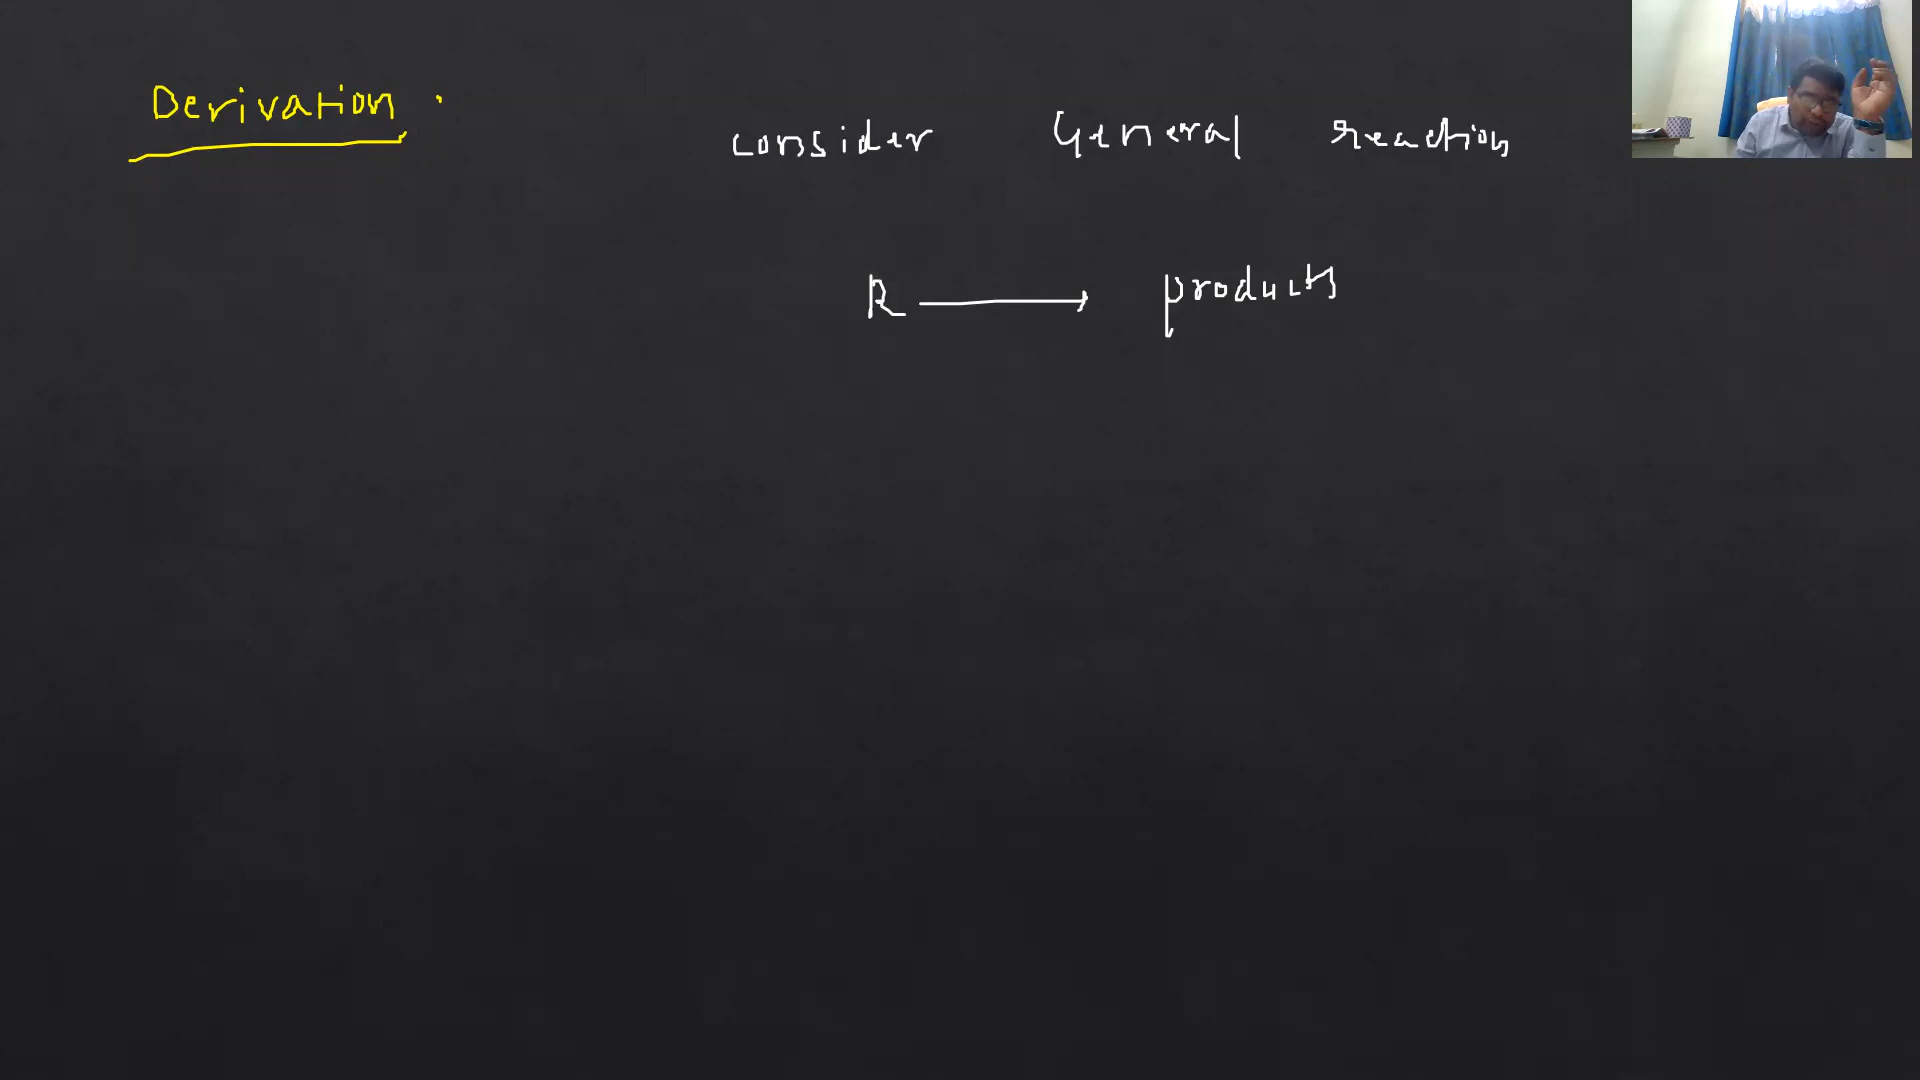 Derivation .
consider General reaction
R ⟶ products